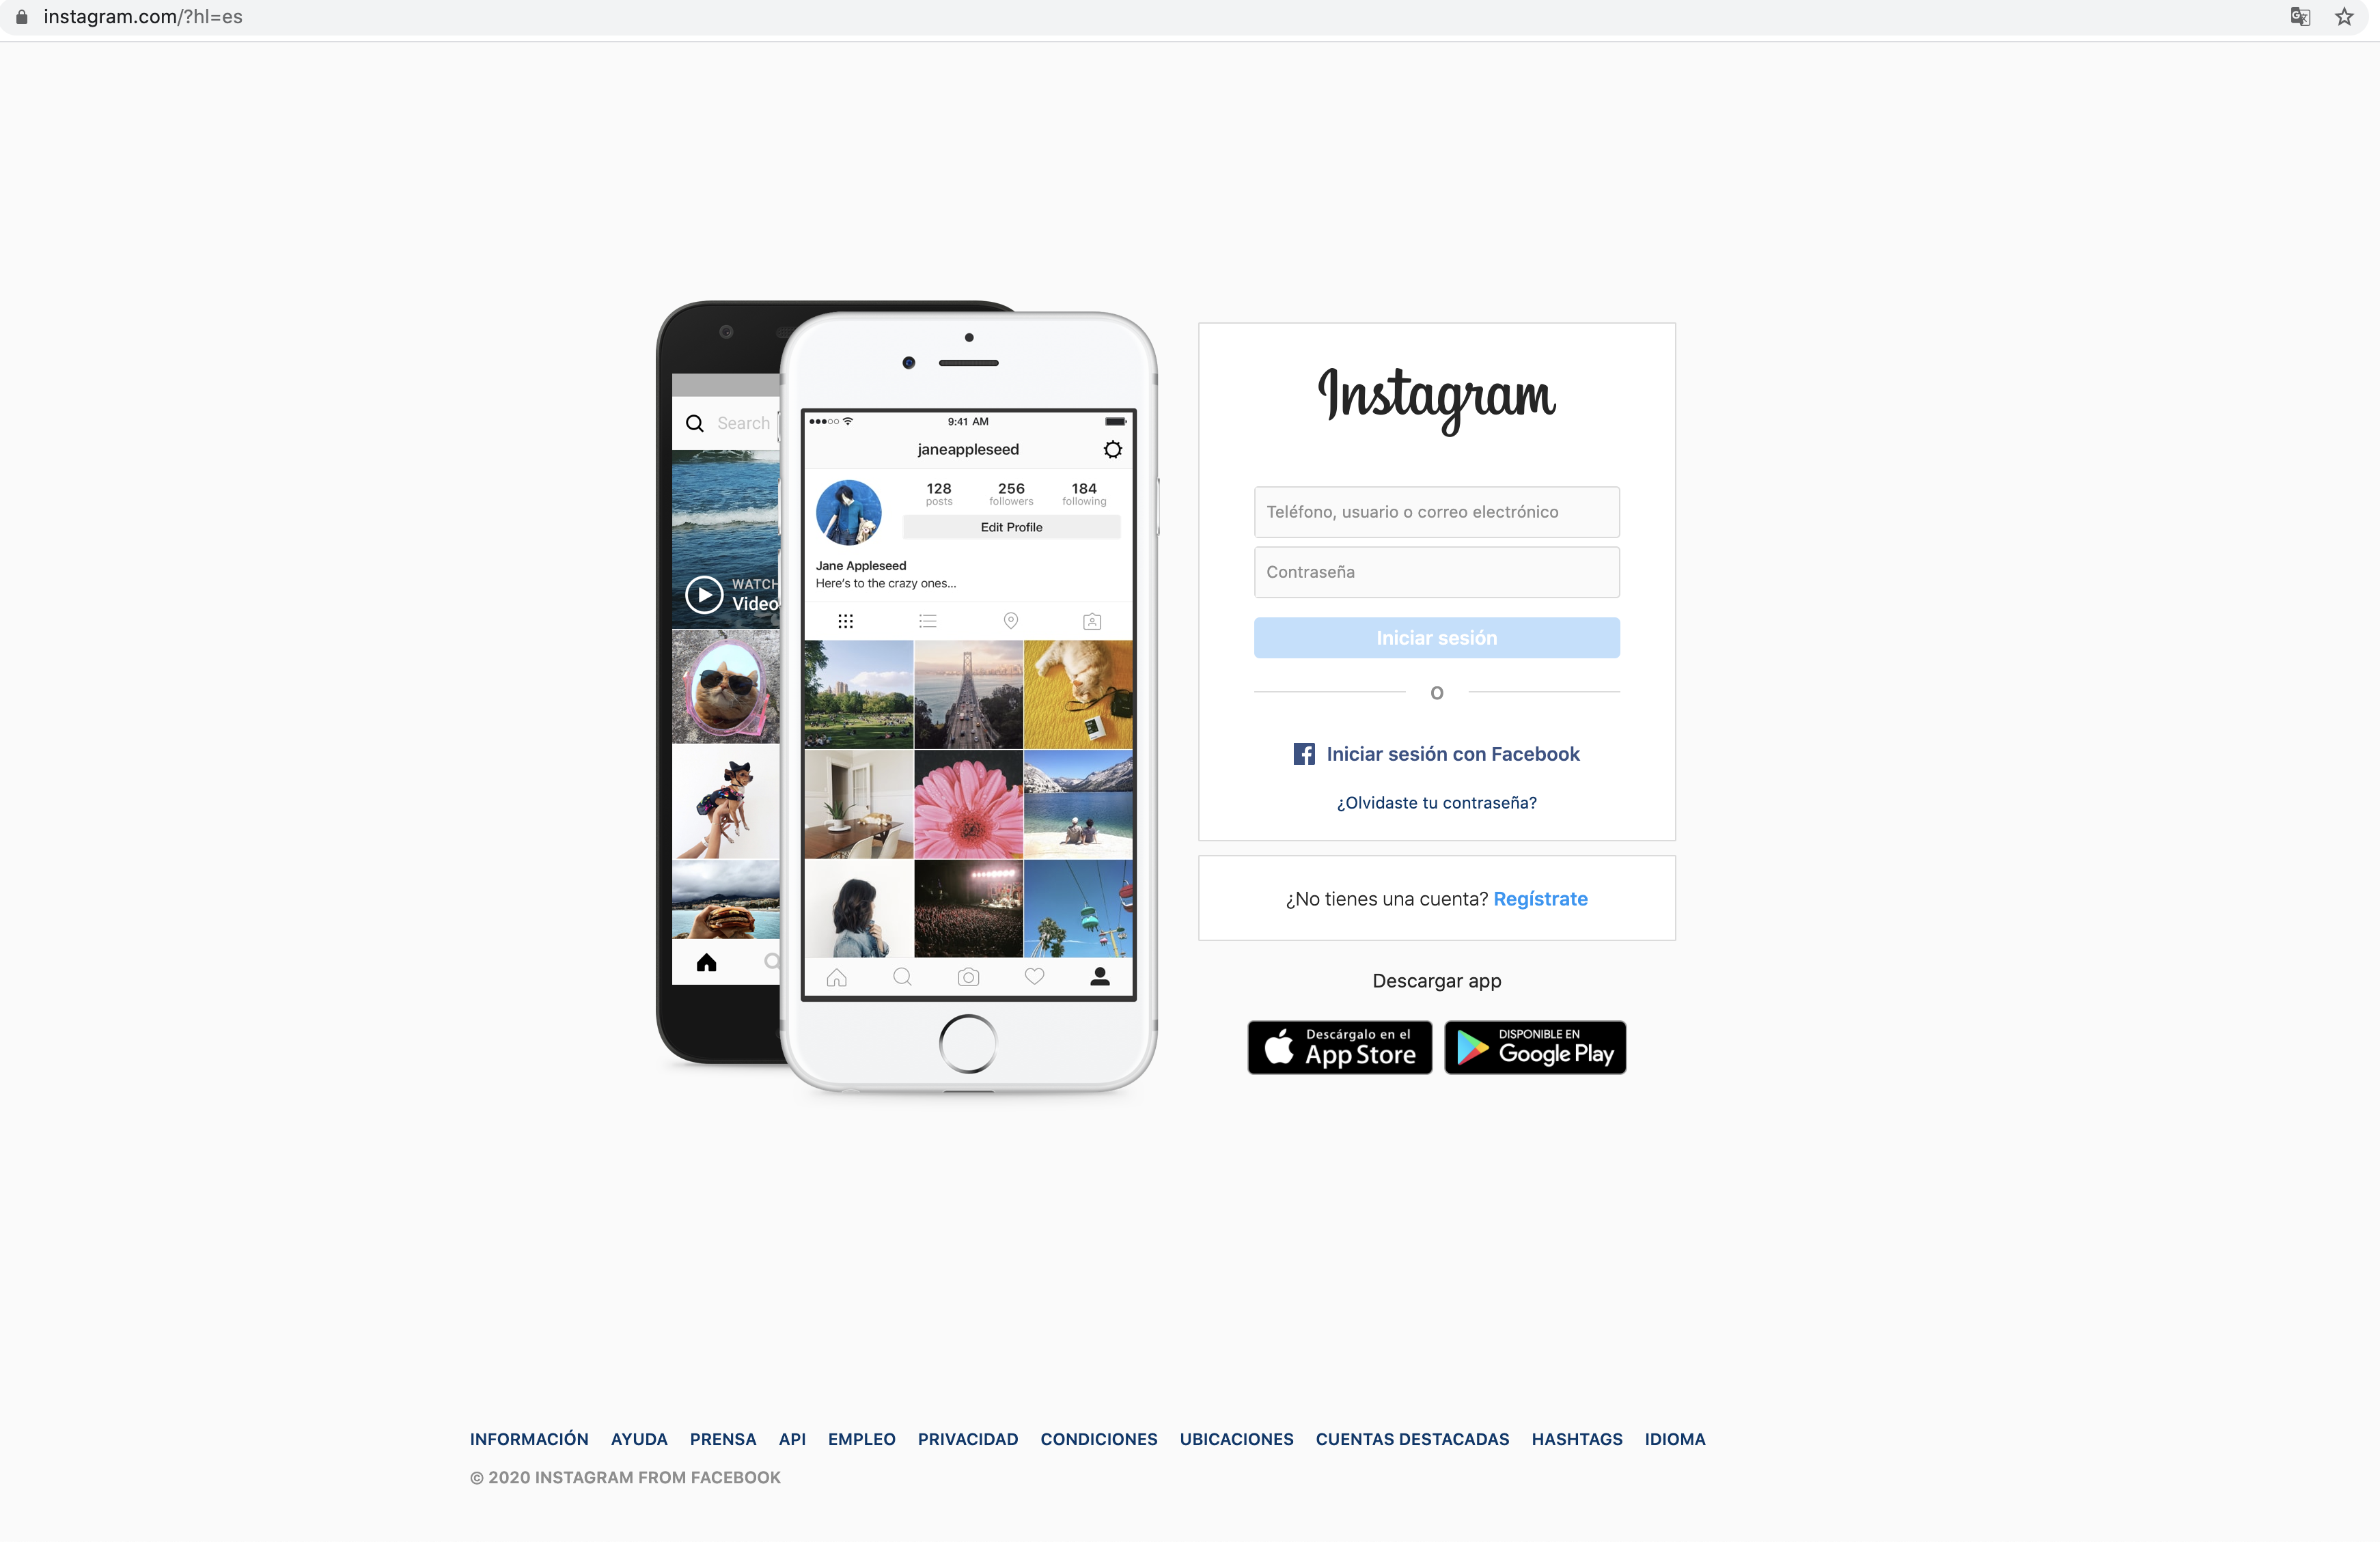 instagram.com/?hl=es
Search
WATCH
Video
9:41 AM
janeappleseed
128 256 184
posts followers following
Edit Profile
Jane Appleseed
Here's to the crazy ones...
Instagram
Teléfono, usuario o correo electrónico
Contraseña
Iniciar sesión
O
Iniciar sesión con Facebook
¿Olvidaste tu contraseña?
¿No tienes una cuenta? Regístrate
Descargar app
Descárgalo en el
App Store
DISPONIBLE EN
Google Play
INFORMACIÓN AYUDA PRENSA API EMPLEO PRIVACIDAD CONDICIONES UBICACIONES CUENTAS DESTACADAS HASHTAGS IDIOMA
© 2020 INSTAGRAM FROM FACEBOOK